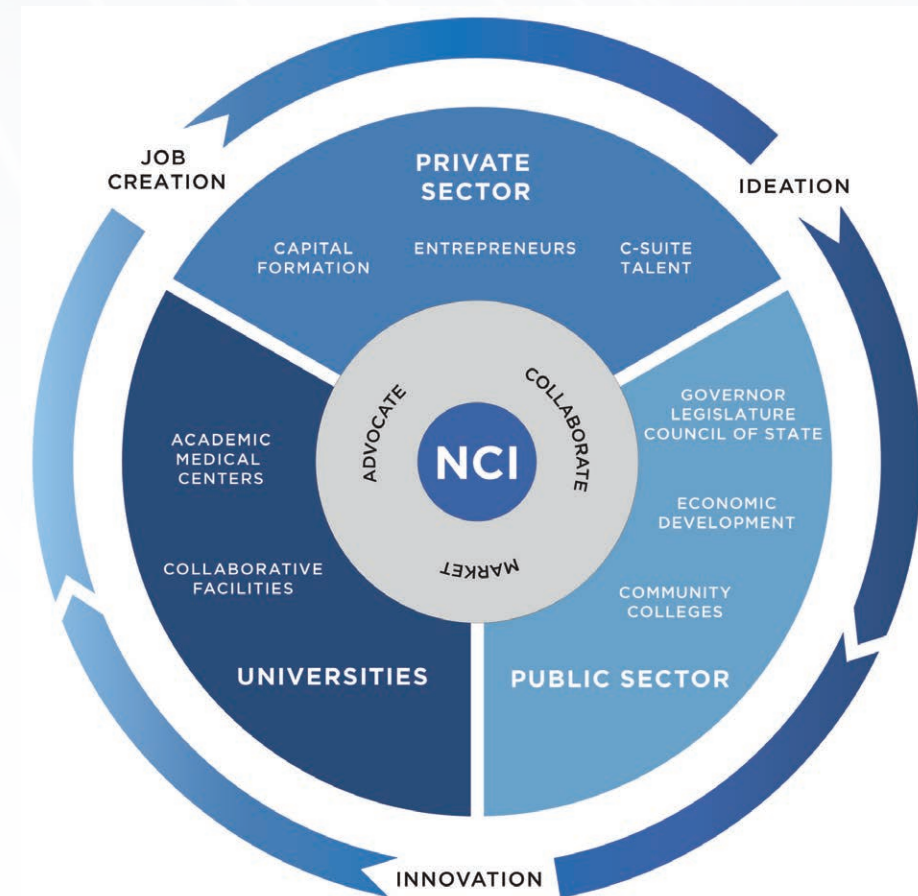 JOB
CREATION
IDEATION
PRIVATE
SECTOR
CAPITAL
FORMATION
ENTREPRENEURS
C-SUITE
TALENT
ADVOCATE
COLLABORATE
MARKET
NCI
ACADEMIC
MEDICAL
CENTERS
COLLABORATIVE
FACILITIES
UNIVERSITIES
GOVERNOR
LEGISLATURE
COUNCIL OF STATE
ECONOMIC
DEVELOPMENT
COMMUNITY
COLLEGES
PUBLIC SECTOR
INNOVATION